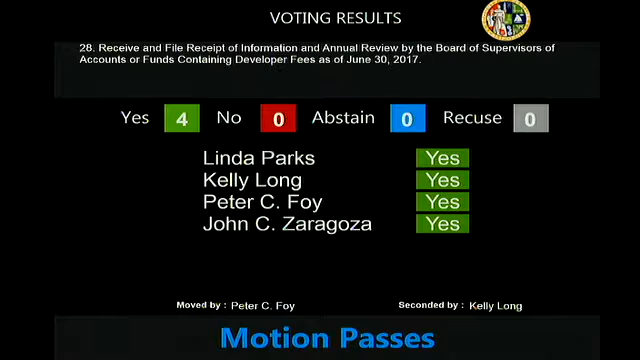 VOTING RESULTS
28. Receive and File Receipt of Information and Annual Review by the Board of Supervisors of
Accounts or Funds Containing Developer Fees as of June 30, 2017.
Yes 4 No 0 Abstain 0 Recuse 0
Linda Parks Yes
Kelly Long Yes
Peter C. Foy Yes
John C. Zaragoza Yes
Moved by : Peter C. Foy Seconded by : Kelly Long
Motion Passes